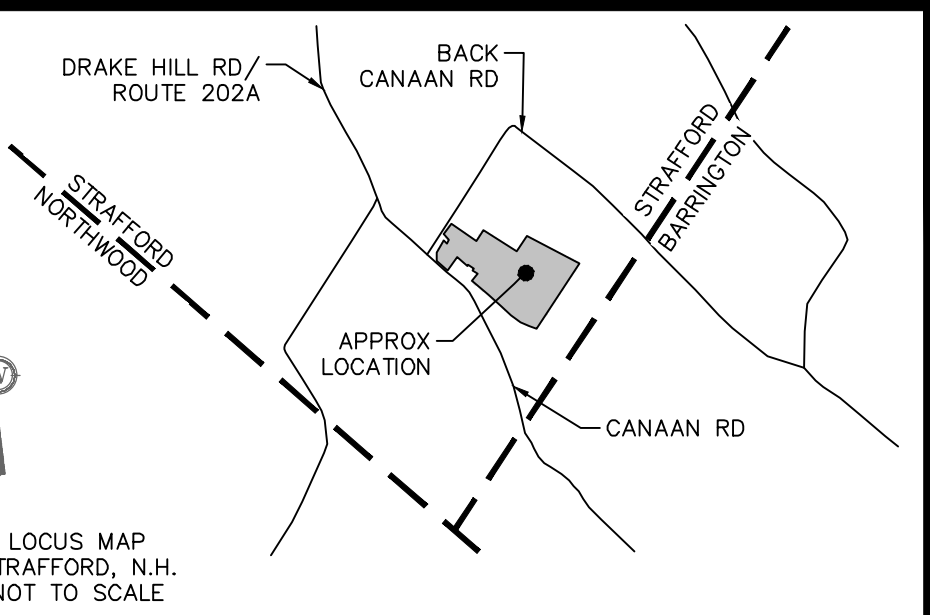 DRAKE HILL RD/
ROUTE 202A
BACK
CANAAN RD
STRAFFORD
BARRINGTON
STRAFFORD
NORTHWOOD
APPROX
LOCATION
CANAAN RD
LOCUS MAP
TRAFFORD, N.H.
NOT TO SCALE